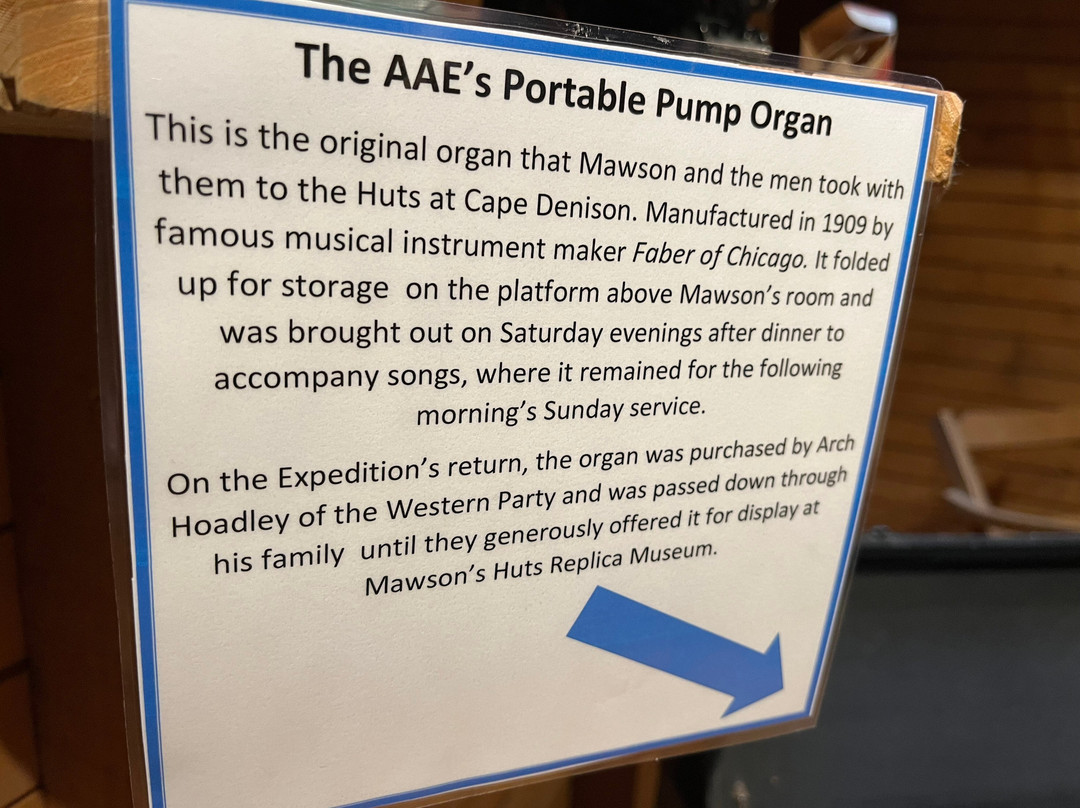 The AAE's Portable Pump Organ
This is the original organ that Mawson and the men took with
them to the Huts at Cape Denison. Manufactured in 1909 by
famous musical instrument maker Faber of Chicago. It folded
up for storage on the platform above Mawson's room and
was brought out on Saturday evenings after dinner to
accompany songs, where it remained for the following
morning's Sunday service.
On the Expedition's return, the organ was purchased by Arch
Hoadley of the Western Party and was passed down through
his family until they generously offered it for display at
Mawson's Huts Replica Museum.